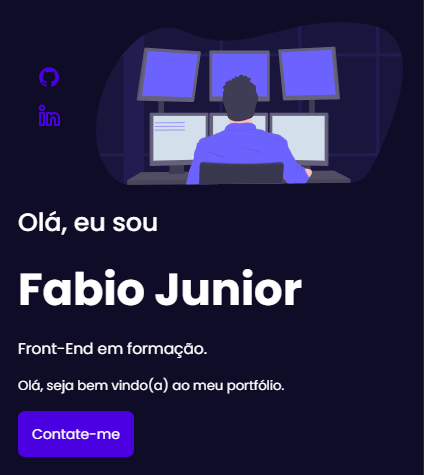 Olá, eu sou
Fabio Junior
Front-End em formação.
Olá, seja bem vindo(a) ao meu portfólio.
Contate-me